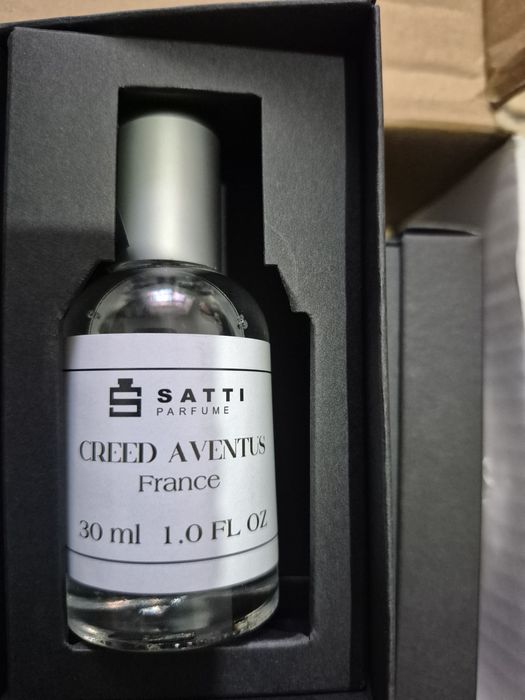 SATTI
PARFUME
CREED AVENTUS
France
30 ml 1.0 FL OZ